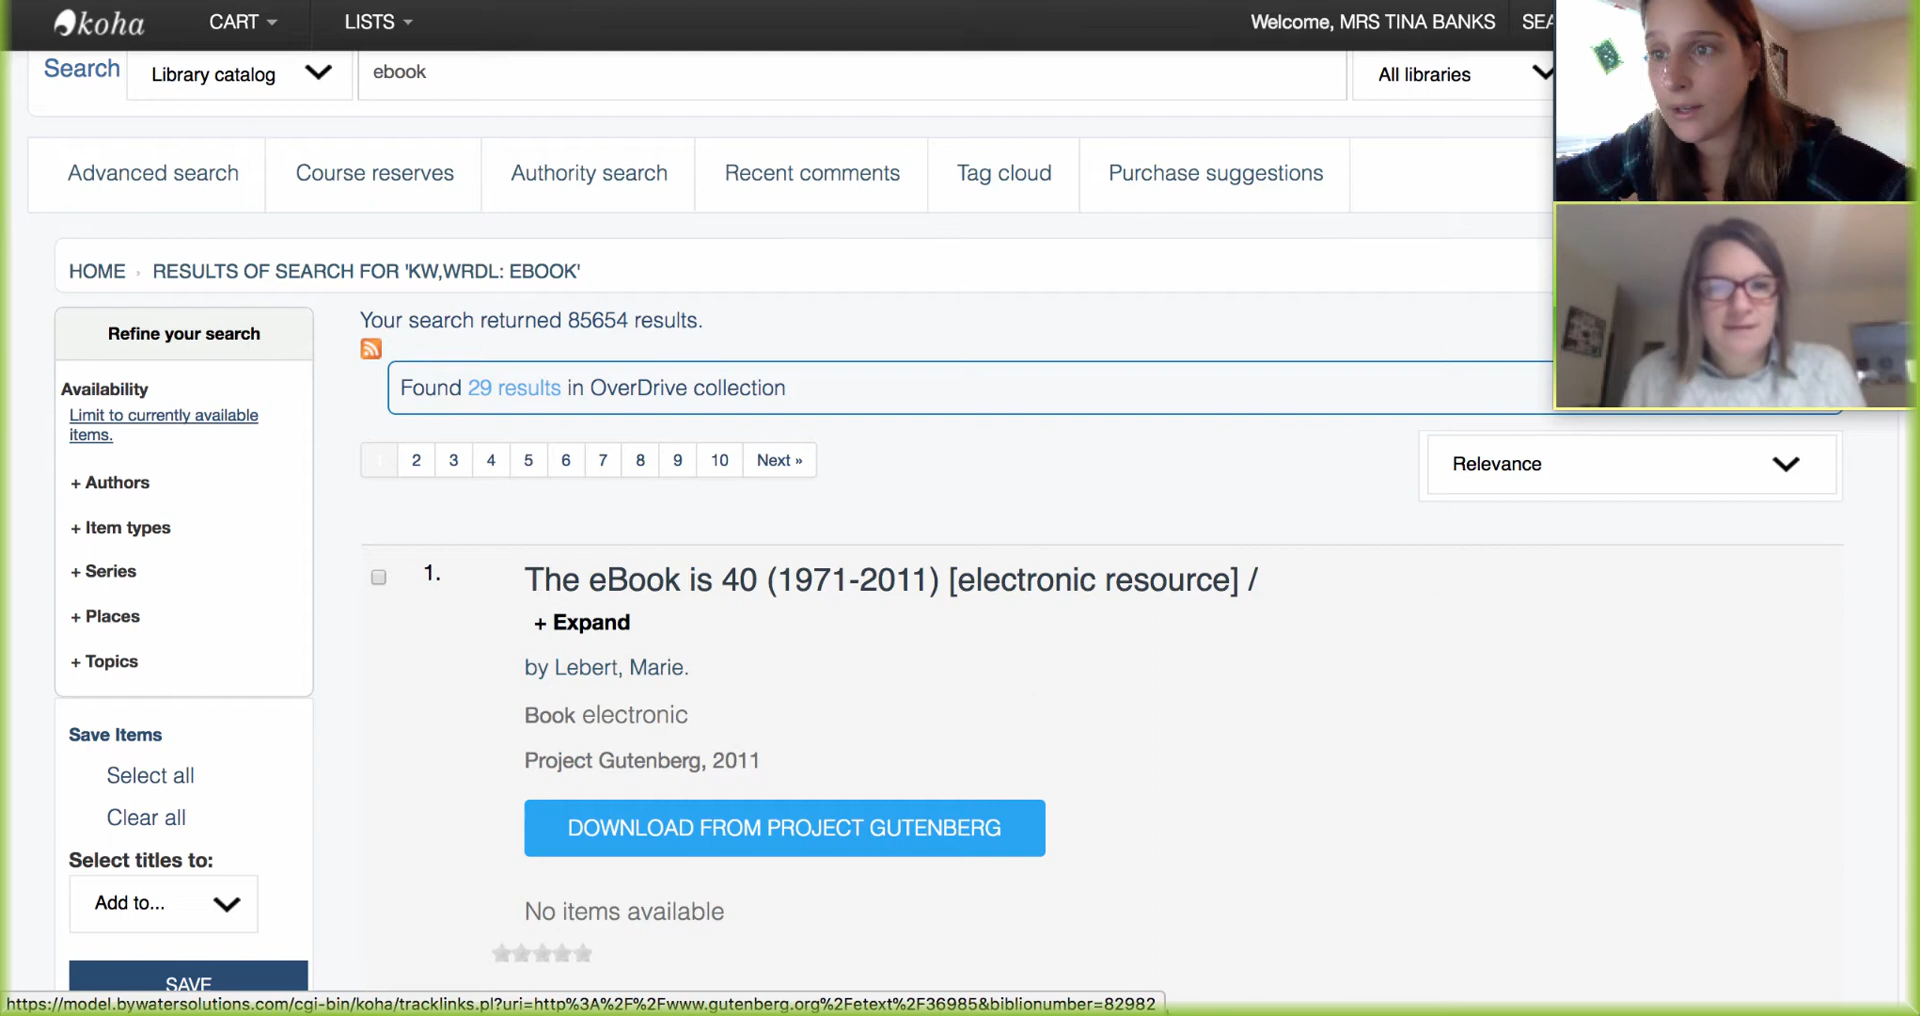 koha CART LISTS Welcome, MRS TINA BANKS SEA
Search Library catalog ebook All libraries
Advanced search Course reserves Authority search Recent comments Tag cloud Purchase suggestions
HOME › RESULTS OF SEARCH FOR 'KW,WRDL: EBOOK'
Refine your search
Availability
Limit to currently available
items.
+ Authors
+ Item types
+ Series
+ Places
+ Topics
Save Items
Select all
Clear all
Select titles to:
Add to...
SAVE
Your search returned 85654 results.
Found 29 results in OverDrive collection
1 2 3 4 5 6 7 8 9 10 Next »
Relevance
1. The eBook is 40 (1971-2011) [electronic resource] /
+ Expand
by Lebert, Marie.
Book electronic
Project Gutenberg, 2011
DOWNLOAD FROM PROJECT GUTENBERG
No items available
https://model.bywatersolutions.com/cgi-bin/koha/tracklinks.pl?uri=http%3A%2F%2Fwww.gutenberg.org%2Fetext%2F36985&biblionumber=82982